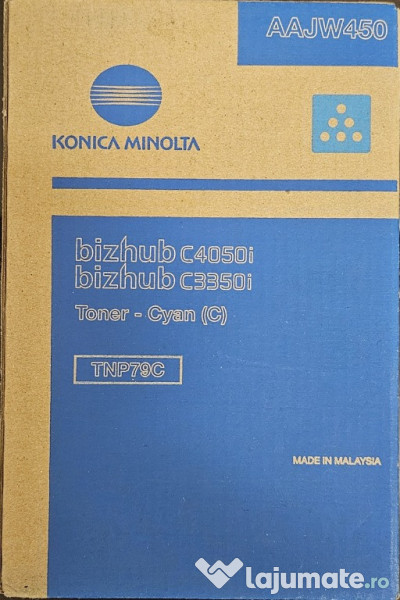 AAJW450
KONICA MINOLTA
bizhub C4050i
bizhub C3350i
Toner - Cyan (C)
TNP79C
MADE IN MALAYSIA
Lajumate.ro